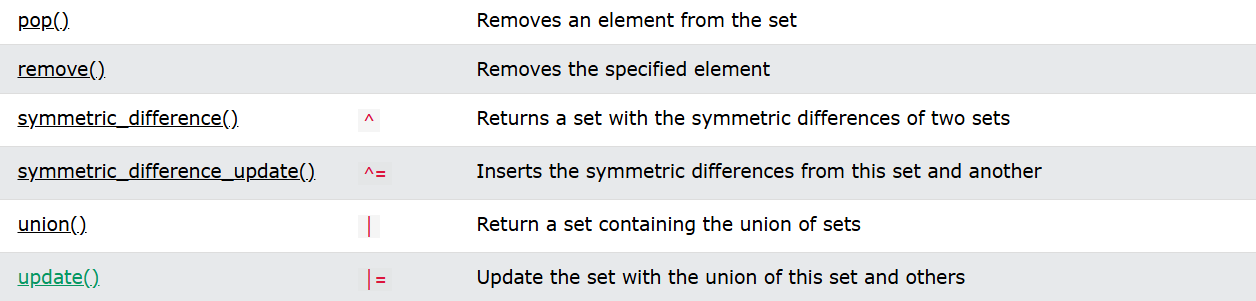 pop() Removes an element from the set
remove() Removes the specified element
symmetric_difference() ^ Returns a set with the symmetric differences of two sets
symmetric_difference_update() ^= Inserts the symmetric differences from this set and another
union() | Return a set containing the union of sets
update() |= Update the set with the union of this set and others